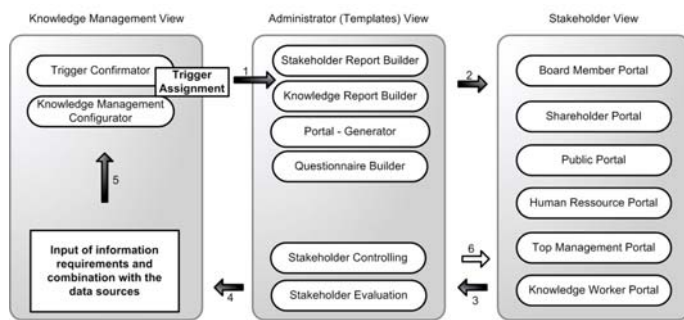 Knowledge Management View
Administrator (Templates) View
Stakeholder View
Trigger Confirmator
Trigger
Assignment
Knowledge Management
Configurator
5
Input of information
requirements and
combination with the
data sources
1
Stakeholder Report Builder
Knowledge Report Builder
Portal - Generator
Questionnaire Builder
Stakeholder Controlling
Stakeholder Evaluation
4
2
6
3
Board Member Portal
Shareholder Portal
Public Portal
Human Ressource Portal
Top Management Portal
Knowledge Worker Portal